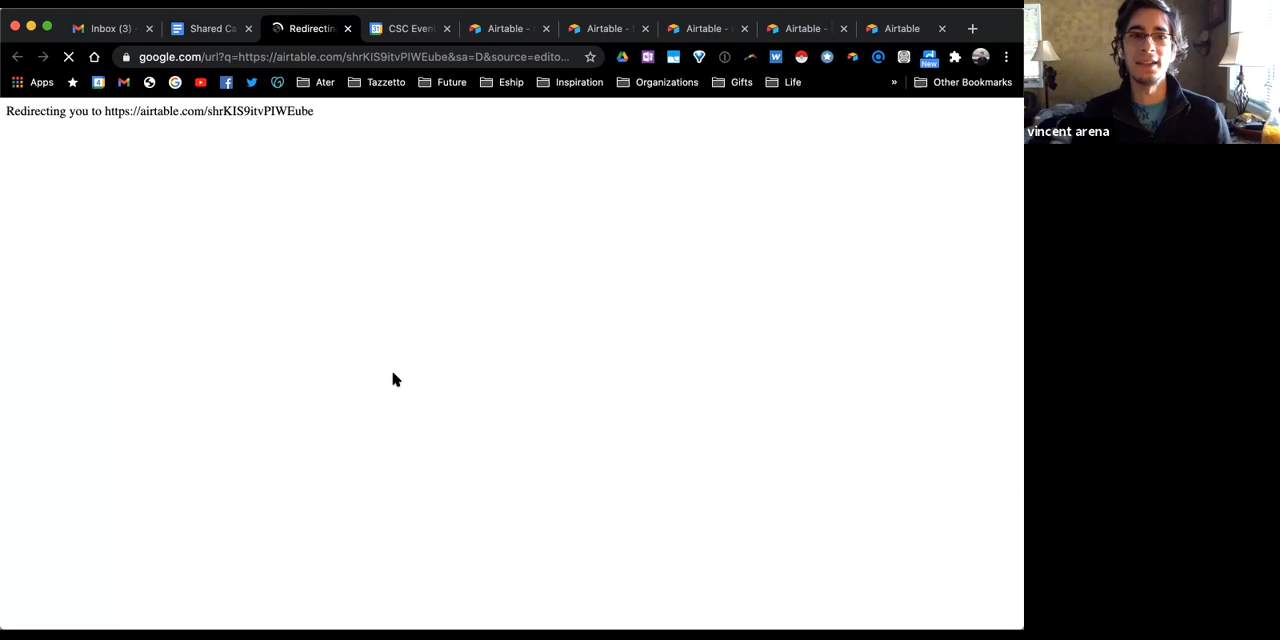 Inbox (3)
Shared Ca
Redirectin
CSC Even
Airtable -
Airtable -
Airtable -
Airtable -
Airtable
google.com/url?q=https://airtable.com/shrKIS9itvPIWEube&sa=D&source=edito...
New
Apps
Ater
Tazzetto
Future
Eship
Inspiration
Organizations
Gifts
Life
»
Other Bookmarks
Redirecting you to https://airtable.com/shrKIS9itvPIWEube
vincent arena